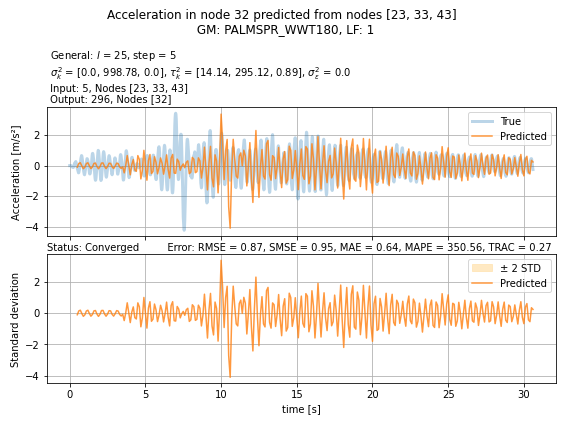 Acceleration in node 32 predicted from nodes [23, 33, 43]
GM: PALMSPR_WWT180, LF: 1
General: l = 25, step = 5
σ²ₖ = [0.0, 998.78, 0.0], τ²ₖ = [14.14, 295.12, 0.89], σ²ε = 0.0
Input: 5, Nodes [23, 33, 43]
Output: 296, Nodes [32]
Acceleration [m/s²]
2
0
−2
−4
True
Predicted
Status: Converged Error: RMSE = 0.87, SMSE = 0.95, MAE = 0.64, MAPE = 350.56, TRAC = 0.27
Standard deviation
2
0
−2
−4
± 2 STD
Predicted
0 5 10 15 20 25 30
time [s]